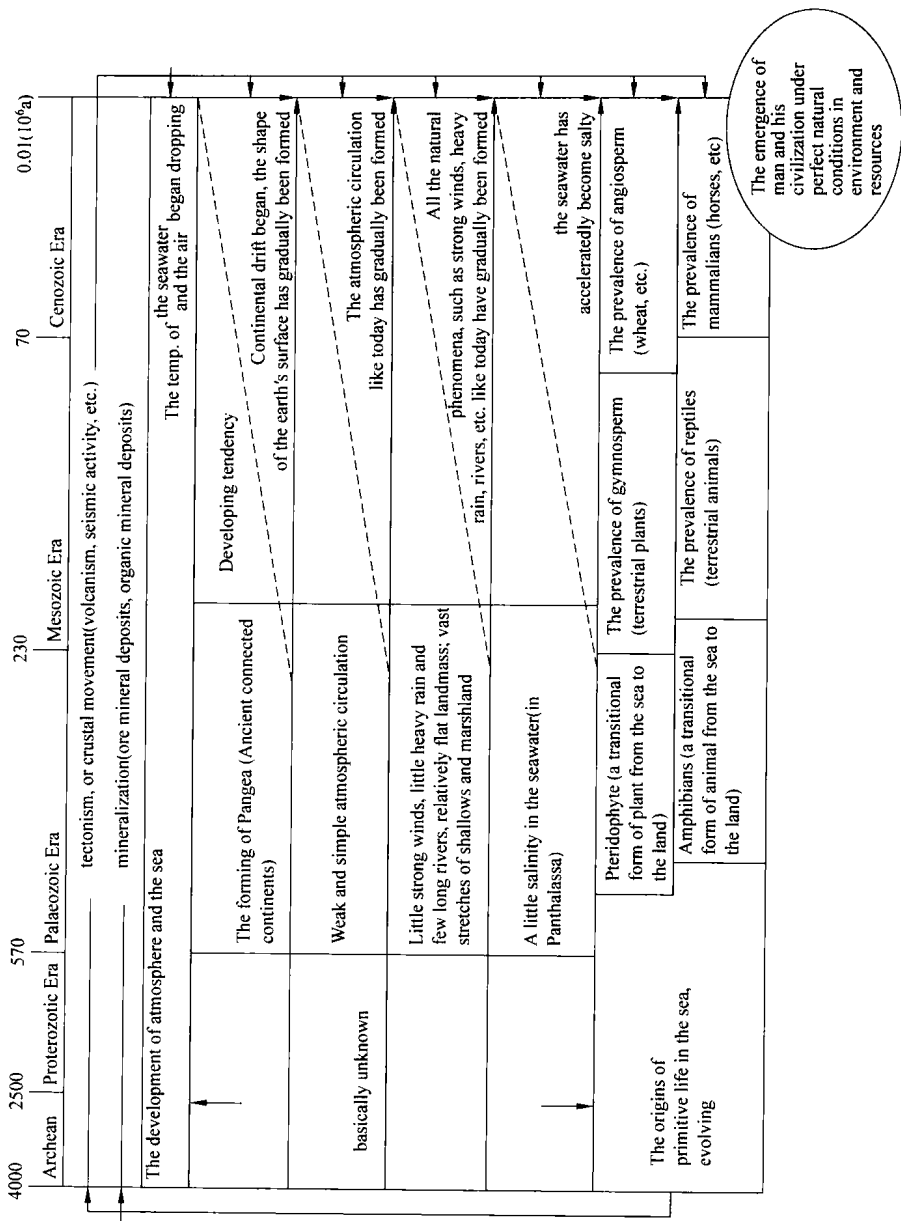 4000
2500
570
230
70
0.01(10⁶a)
Archean
Proterozotic Era
Palaeozoic Era
Mesozoic Era
Cenozoic Era
tectonism, or crustal movement(volcanism, seismic activity, etc.)
mineralization(ore mineral deposits, organic mineral deposits)
The development of atmosphere and the sea
The temp. of the seawater and the air began dropping
basically unknown
The forming of Pangea (Ancient connected
continents)
Developing tendency
Continental drift began, the shape
of the earth's surface has gradually been formed
Weak and simple atmospheric circulation
The atmospheric circulation
like today has gradually been formed
Little strong winds, little heavy rain and
few long rivers, relatively flat landmass; vast
stretches of shallows and marshland
All the natural
phenomena, such as strong winds, heavy
rain, rivers, etc. like today have gradually been formed
A little salinity in the seawater(in
Panthalassa)
the seawater has
acceleratedly become salty
The origins of
primitive life in the sea,
evolving
Pteridophyte (a transitional
form of plant from the sea to
the land)
The prevalence of gymnosperm
(terrestrial plants)
The prevalence of angiosperm
(wheat, etc.)
Amphibians (a transitional
form of animal from the sea to
the land)
The prevalence of reptiles
(terrestrial animals)
The prevalence of
mammalians (horses, etc)
The emergence of
man and his
civilization under
perfect natural
conditions in
environment and
resources